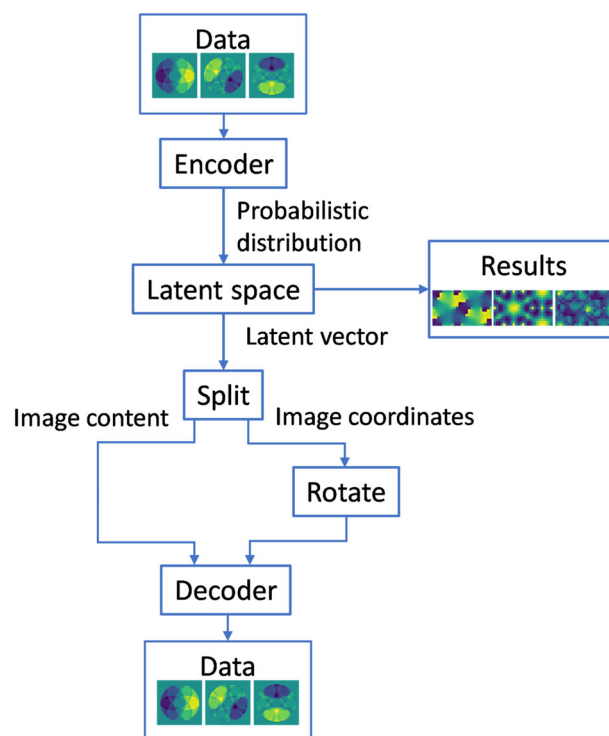 Data
Encoder
Probabilistic
distribution
Results
Latent space
Latent vector
Split
Image content
Image coordinates
Rotate
Decoder
Data